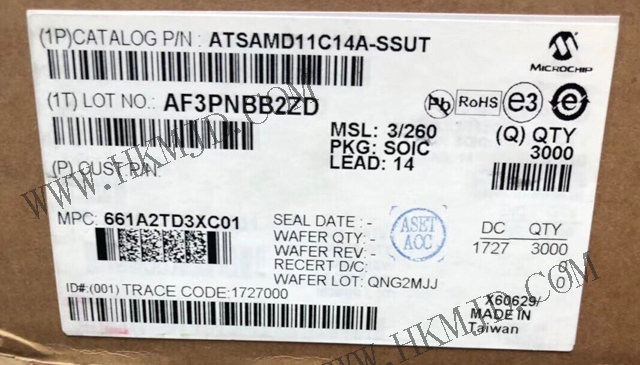 (1P)CATALOG P/N: ATSAMD11C14A-SSUT
MICROCHIP
(1T) LOT NO.: AF3PNBB2ZD
Pb RoHS e3 e
MSL: 3/260 (Q) QTY
PKG: SOIC 3000
LEAD: 14
(P) CUST P/N:
MPC: 661A2TD3XC01
SEAL DATE: -
WAFER QTY: -
WAFER REV: -
RECERT D/C:
WAFER LOT: QNG2MJJ
ASET
ACC
DC QTY
1727 3000
ID#:(001) TRACE CODE:1727000
X60629/
MADE IN
Taiwan
WWW.HKMJD.COM
WWW.HKMJD.COM